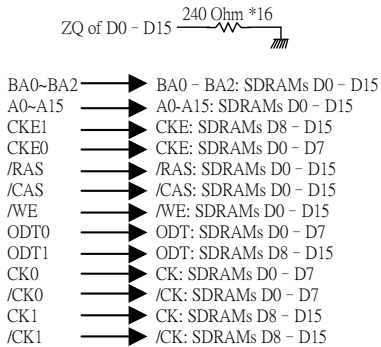 240 Ohm *16
ZQ of D0 - D15
BA0~BA2 BA0 - BA2: SDRAMs D0 - D15
A0~A15 A0-A15: SDRAMs D0 - D15
CKE1 CKE: SDRAMs D8 - D15
CKE0 CKE: SDRAMs D0 - D7
/RAS /RAS: SDRAMs D0 - D15
/CAS /CAS: SDRAMs D0 - D15
/WE /WE: SDRAMs D0 - D15
ODT0 ODT: SDRAMs D0 - D7
ODT1 ODT: SDRAMs D8 - D15
CK0 CK: SDRAMs D0 - D7
/CK0 /CK: SDRAMs D0 - D7
CK1 CK: SDRAMs D8 - D15
/CK1 /CK: SDRAMs D8 - D15